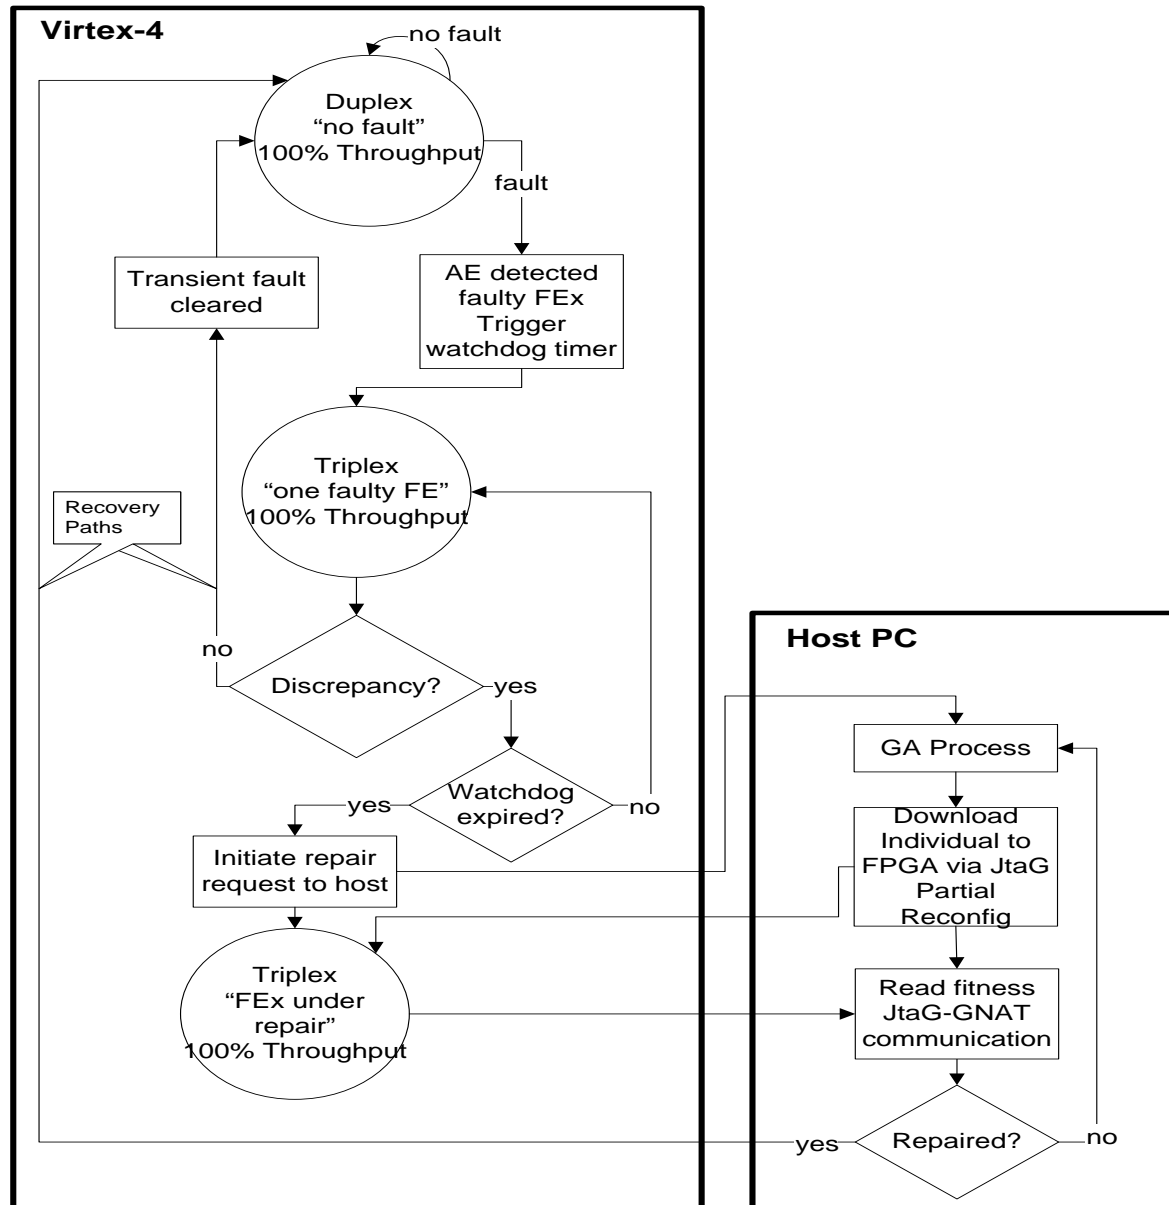 Virtex-4
no fault
Duplex
“no fault”
100% Throughput
fault
Transient fault
cleared
AE detected
faulty FEx
Trigger
watchdog timer
Triplex
“one faulty FE”
100% Throughput
Recovery
Paths
no
Discrepancy?
yes
Watchdog
expired?
yes
no
Initiate repair
request to host
Triplex
“FEx under
repair”
100% Throughput
Host PC
GA Process
Download
Individual to
FPGA via JtaG
Partial
Reconfig
Read fitness
JtaG-GNAT
communication
Repaired?
yes
no